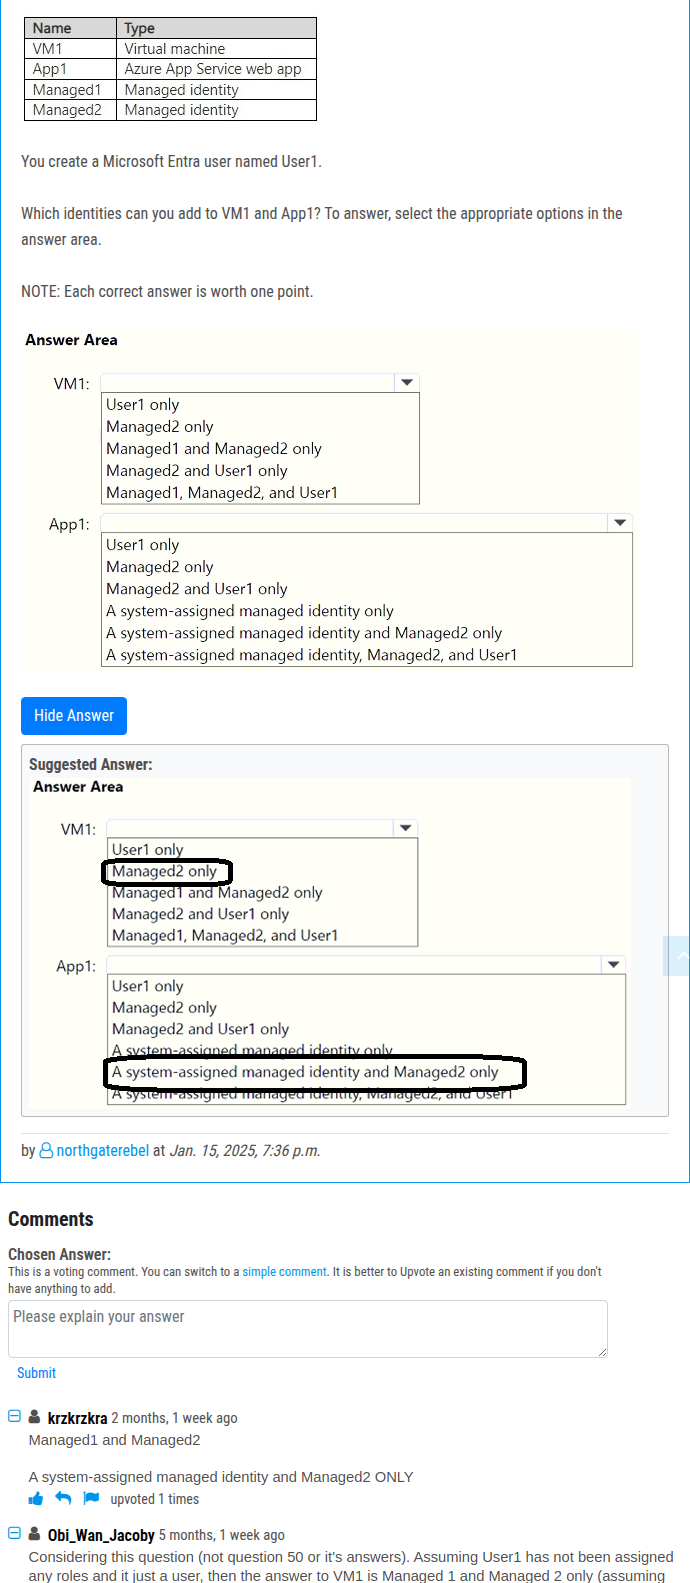 Name Type
VM1 Virtual machine
App1 Azure App Service web app
Managed1 Managed identity
Managed2 Managed identity
You create a Microsoft Entra user named User1.
Which identities can you add to VM1 and App1? To answer, select the appropriate options in the
answer area.
NOTE: Each correct answer is worth one point.
Answer Area
VM1:
User1 only
Managed2 only
Managed1 and Managed2 only
Managed2 and User1 only
Managed1, Managed2, and User1
App1:
User1 only
Managed2 only
Managed2 and User1 only
A system-assigned managed identity only
A system-assigned managed identity and Managed2 only
A system-assigned managed identity, Managed2, and User1
Hide Answer
Suggested Answer:
Answer Area
VM1:
User1 only
Managed2 only
Managed1 and Managed2 only
Managed2 and User1 only
Managed1, Managed2, and User1
App1:
User1 only
Managed2 only
Managed2 and User1 only
A system-assigned managed identity only
A system-assigned managed identity and Managed2 only
A system-assigned managed identity, Managed2, and User1
by northgaterebel at Jan. 15, 2025, 7:36 p.m.
Comments
Chosen Answer:
This is a voting comment. You can switch to a simple comment. It is better to Upvote an existing comment if you don't
have anything to add.
Please explain your answer
Submit
krzkrzkra 2 months, 1 week ago
Managed1 and Managed2
A system-assigned managed identity and Managed2 ONLY
upvoted 1 times
Obi_Wan_Jacoby 5 months, 1 week ago
Considering this question (not question 50 or it's answers). Assuming User1 has not been assigned
any roles and it just a user, then the answer to VM1 is Managed 1 and Managed 2 only (assuming